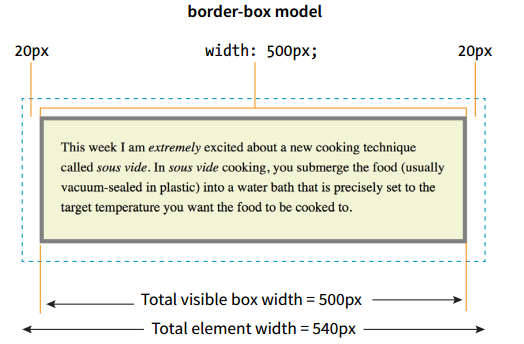 border-box model
20px width: 500px; 20px
This week I am extremely excited about a new cooking technique
called sous vide. In sous vide cooking, you submerge the food (usually
vacuum-sealed in plastic) into a water bath that is precisely set to the
target temperature you want the food to be cooked to.
Total visible box width = 500px
Total element width = 540px